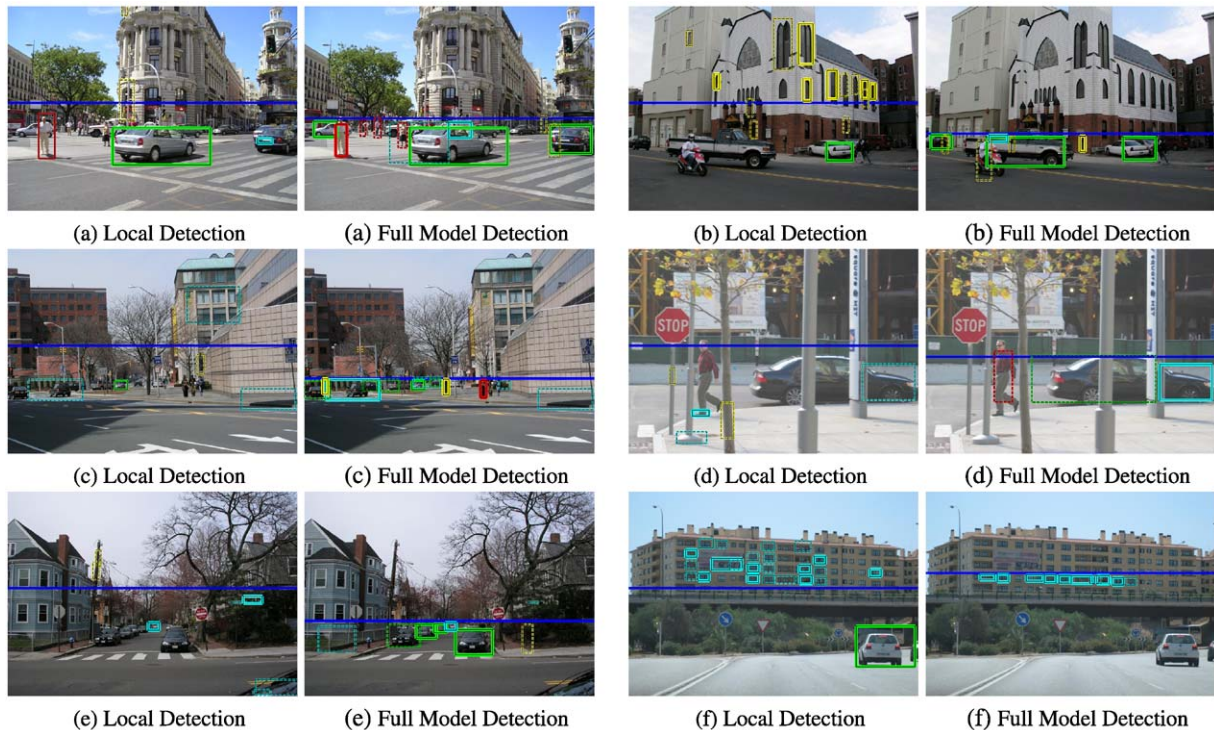 (a) Local Detection
(a) Full Model Detection
(b) Local Detection
(b) Full Model Detection
STOP
STOP
(c) Local Detection
(c) Full Model Detection
(d) Local Detection
(d) Full Model Detection
(e) Local Detection
(e) Full Model Detection
(f) Local Detection
(f) Full Model Detection